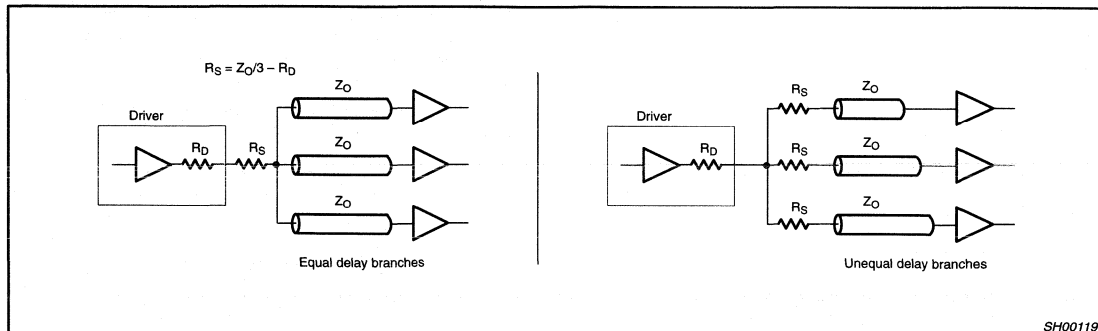 R_S = Z_O/3 – R_D
Driver
R_D
R_S
Z_O
Z_O
Z_O
Equal delay branches
Driver
R_D
R_S
Z_O
R_S
Z_O
R_S
Z_O
Unequal delay branches
SH00119